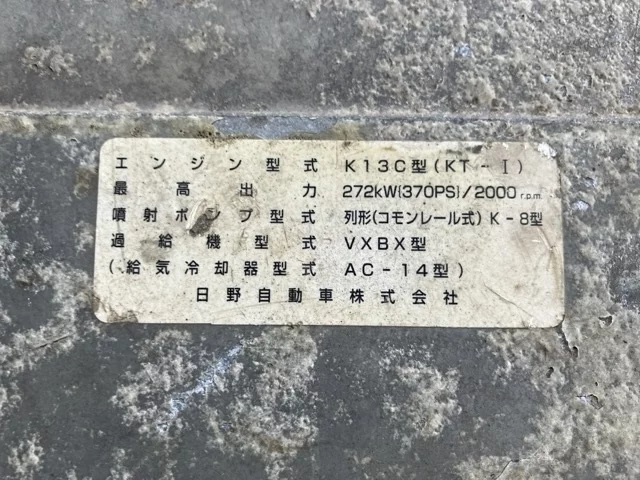 エンジン型式 K13C型(KT-I)
最高出力 272kW{370PS}/2000r.p.m.
噴射ポンプ型式 列形(コモンレール式)K-8型
過給機型式 VXBX型
(給気冷却器型式 AC-14型)
日野自動車株式会社